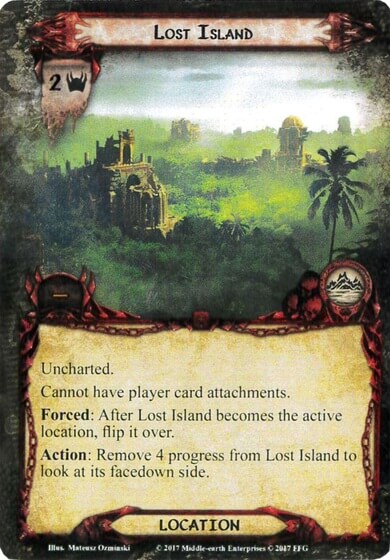 Lost Island
2
–
Uncharted.
Cannot have player card attachments.
Forced: After Lost Island becomes the active
location, flip it over.
Action: Remove 4 progress from Lost Island to
look at its facedown side.
LOCATION
Illus. Mateusz Ozminski © 2017 Middle-earth Enterprises © 2017 FFG